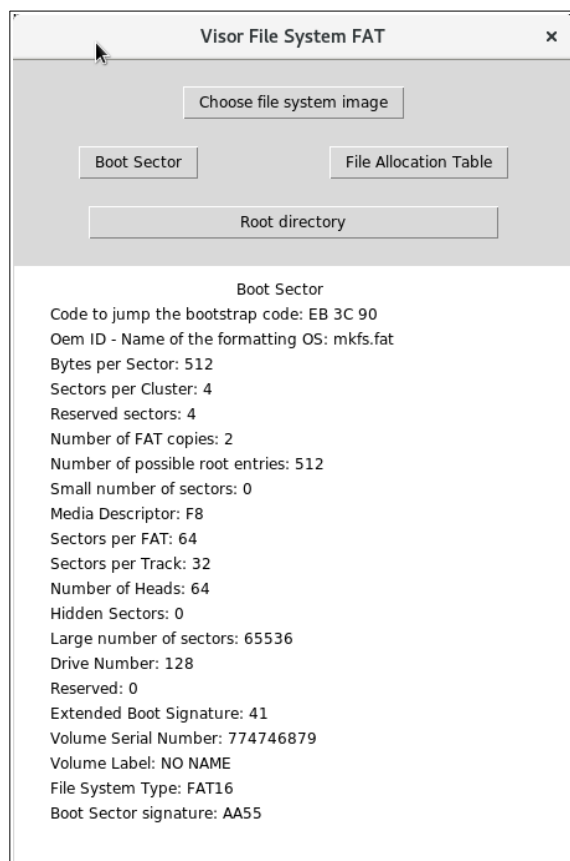 Visor File System FAT ×
Choose file system image
Boot Sector File Allocation Table
Root directory
Boot Sector
Code to jump the bootstrap code: EB 3C 90
Oem ID - Name of the formatting OS: mkfs.fat
Bytes per Sector: 512
Sectors per Cluster: 4
Reserved sectors: 4
Number of FAT copies: 2
Number of possible root entries: 512
Small number of sectors: 0
Media Descriptor: F8
Sectors per FAT: 64
Sectors per Track: 32
Number of Heads: 64
Hidden Sectors: 0
Large number of sectors: 65536
Drive Number: 128
Reserved: 0
Extended Boot Signature: 41
Volume Serial Number: 774746879
Volume Label: NO NAME
File System Type: FAT16
Boot Sector signature: AA55